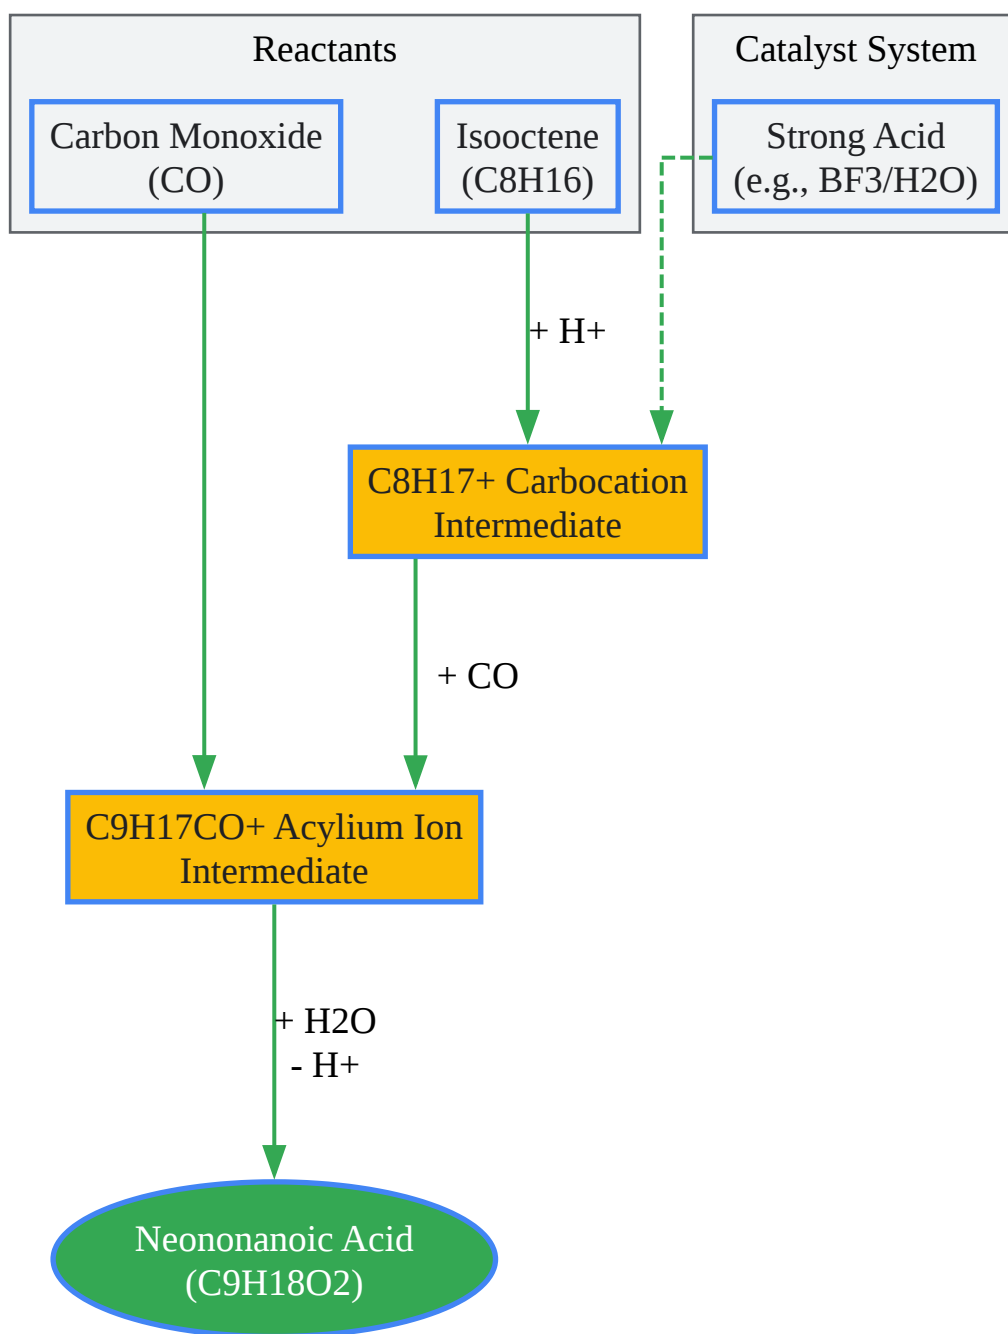 Reactants
Catalyst System
Carbon Monoxide
(CO)
Isooctene
(C8H16)
Strong Acid
(e.g., BF3/H2O)
+ H+
C8H17+ Carbocation
Intermediate
+ CO
C9H17CO+ Acylium Ion
Intermediate
+ H2O
- H+
Neononanoic Acid
(C9H18O2)